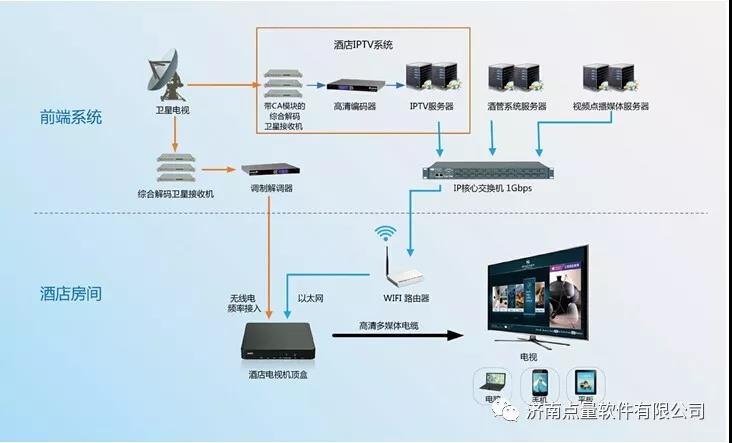 酒店IPTV系统
前端系统
卫星电视
带CA模块的
综合解码
卫星接收机
高清编码器
IPTV服务器
酒管系统服务器
视频点播媒体服务器
综合解码卫星接收机
调制解调器
IP核心交换机 1Gbps
酒店房间
无线电
频率接入
以太网
WIFI 路由器
高清多媒体电缆
酒店电视机顶盒
电视
电脑
手机
平板
济南点量软件有限公司